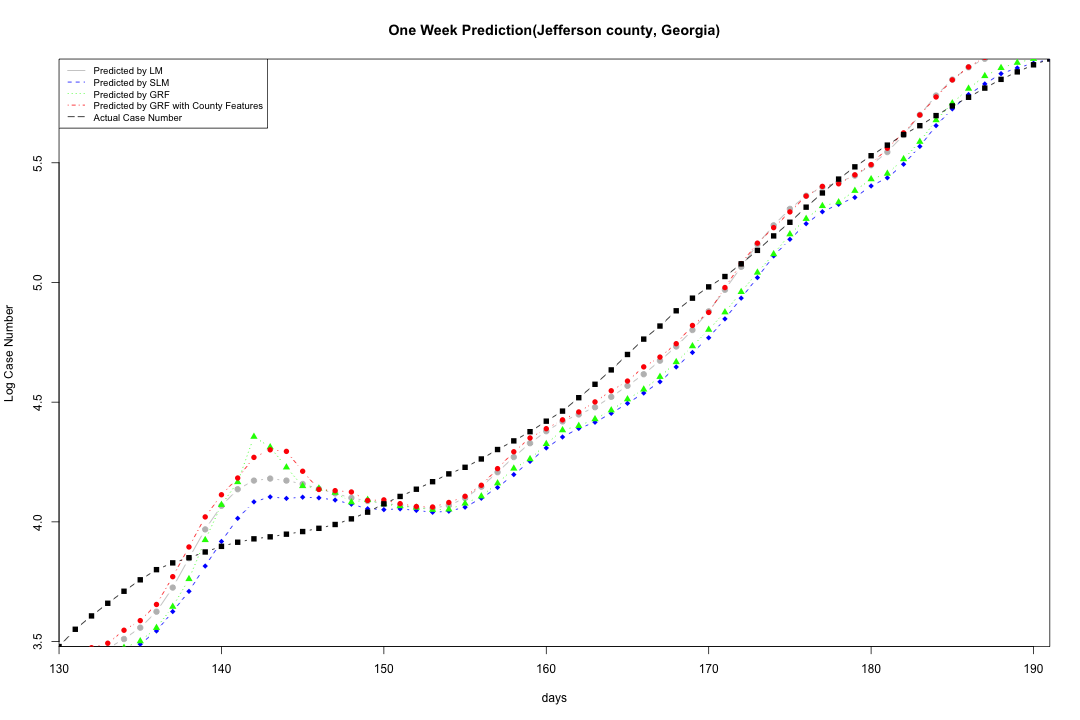 One Week Prediction(Jefferson county, Georgia)
Predicted by LM
Predicted by SLM
Predicted by GRF
Predicted by GRF with County Features
Actual Case Number
Log Case Number
5.5
5.0
4.5
4.0
3.5
130 140 150 160 170 180 190
days